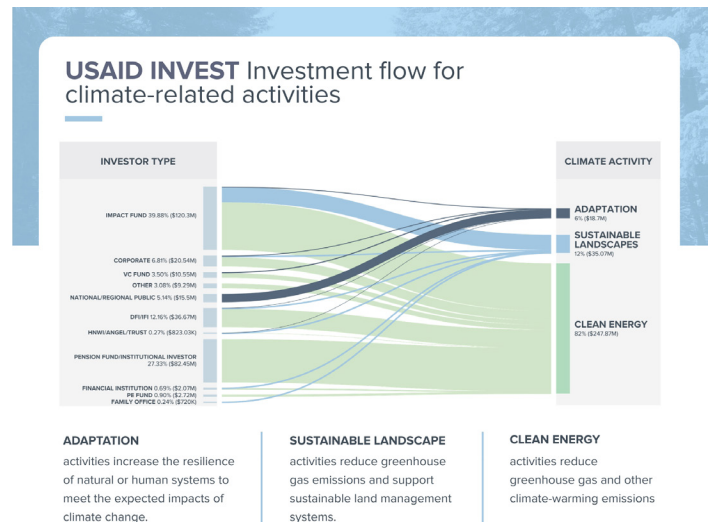 USAID INVEST Investment flow for
climate-related activities
INVESTOR TYPE
CLIMATE ACTIVITY
IMPACT FUND 39.88% ($120.3M)
CORPORATE 6.81% ($20.54M)
VC FUND 3.50% ($10.55M)
OTHER 3.08% ($9.29M)
NATIONAL/REGIONAL PUBLIC 5.14% ($15.5M)
DFI/IFI 12.16% ($36.67M)
HNWI/ANGEL/TRUST 0.27% ($823.03K)
PENSION FUND/INSTITUTIONAL INVESTOR
27.33% ($82.45M)
FINANCIAL INSTITUTION 0.69% ($2.07M)
PE FUND 0.90% ($2.72M)
FAMILY OFFICE 0.24% ($720K)
ADAPTATION
6% ($18.7M)
SUSTAINABLE
LANDSCAPES
12% ($35.07M)
CLEAN ENERGY
82% ($247.87M)
ADAPTATION
activities increase the resilience
of natural or human systems to
meet the expected impacts of
climate change.
SUSTAINABLE LANDSCAPE
activities reduce greenhouse
gas emissions and support
sustainable land management
systems.
CLEAN ENERGY
activities reduce
greenhouse gas and other
climate-warming emissions